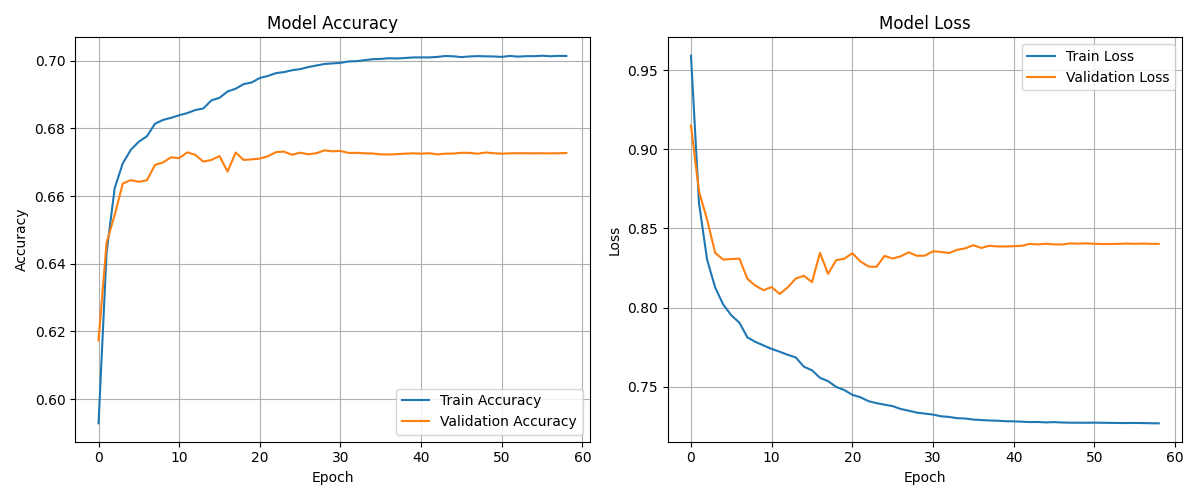 Model Accuracy
0.70
0.68
0.66
0.64
0.62
0.60
Accuracy
0
10
20
30
40
50
60
Epoch
Train Accuracy
Validation Accuracy
Model Loss
0.95
0.90
0.85
0.80
0.75
Loss
0
10
20
30
40
50
60
Epoch
Train Loss
Validation Loss